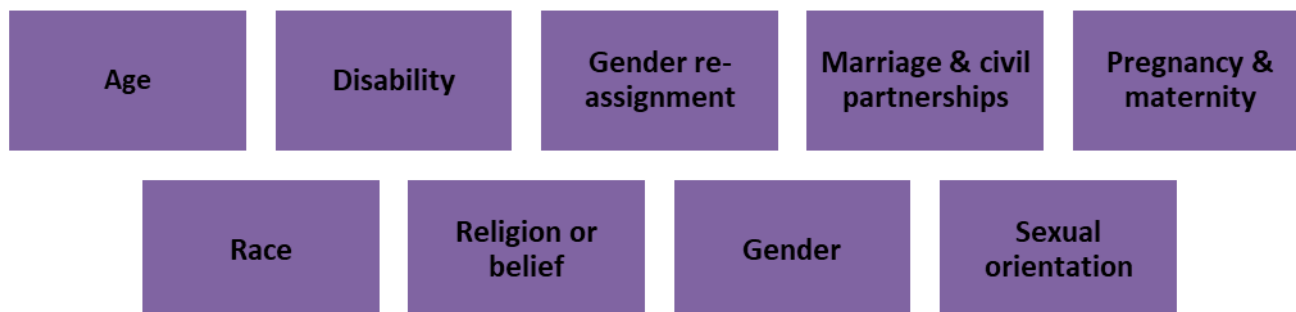 Age
Disability
Gender re-
assignment
Marriage & civil
partnerships
Pregnancy &
maternity
Race
Religion or
belief
Gender
Sexual
orientation